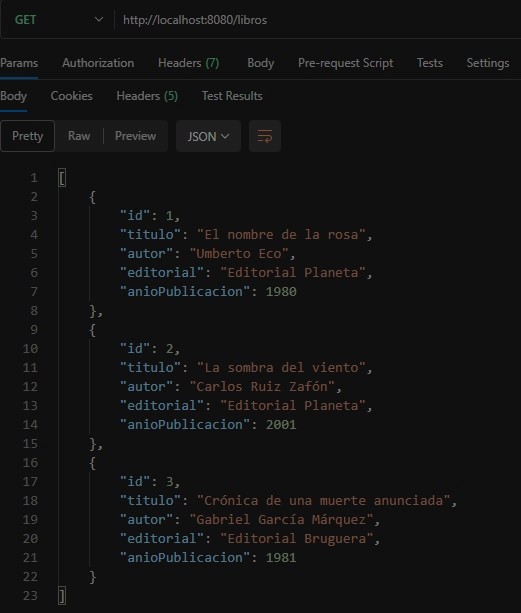 GET http://localhost:8080/libros
Params Authorization Headers (7) Body Pre-request Script Tests Settings
Body Cookies Headers (5) Test Results
Pretty Raw Preview JSON
1 [
2 {
3 "id": 1,
4 "titulo": "El nombre de la rosa",
5 "autor": "Umberto Eco",
6 "editorial": "Editorial Planeta",
7 "anioPublicacion": 1980
8 },
9 {
10 "id": 2,
11 "titulo": "La sombra del viento",
12 "autor": "Carlos Ruiz Zafón",
13 "editorial": "Editorial Planeta",
14 "anioPublicacion": 2001
15 },
16 {
17 "id": 3,
18 "titulo": "Crónica de una muerte anunciada",
19 "autor": "Gabriel García Márquez",
20 "editorial": "Editorial Bruguera",
21 "anioPublicacion": 1981
22 }
23 ]